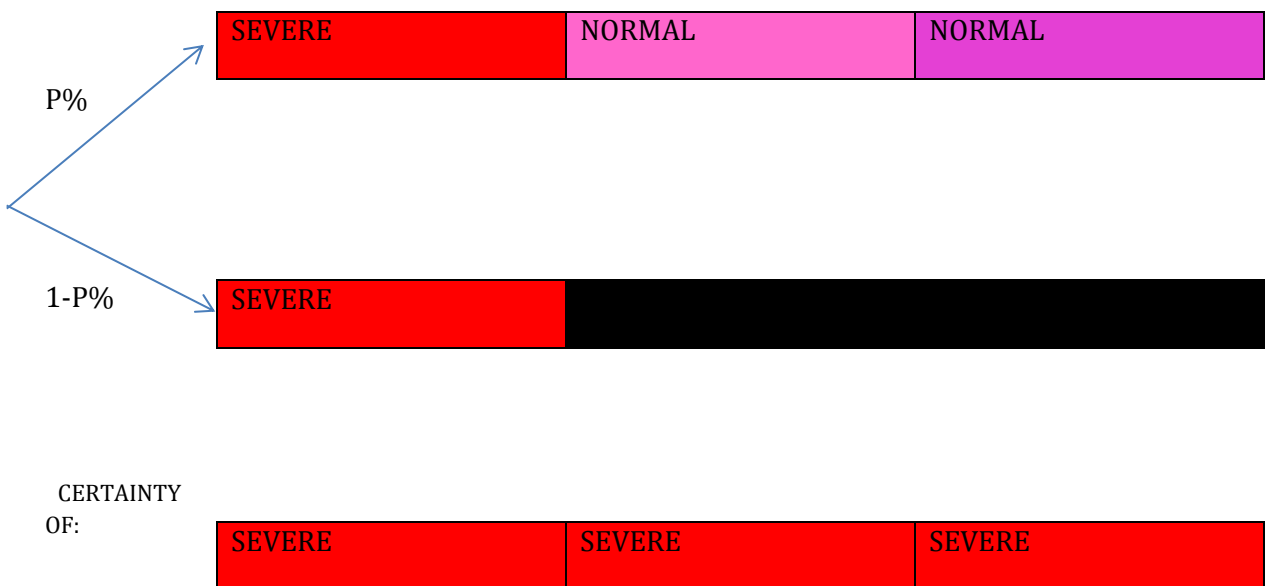 SEVERE NORMAL NORMAL
P%
1-P% SEVERE
CERTAINTY
OF:
SEVERE SEVERE SEVERE